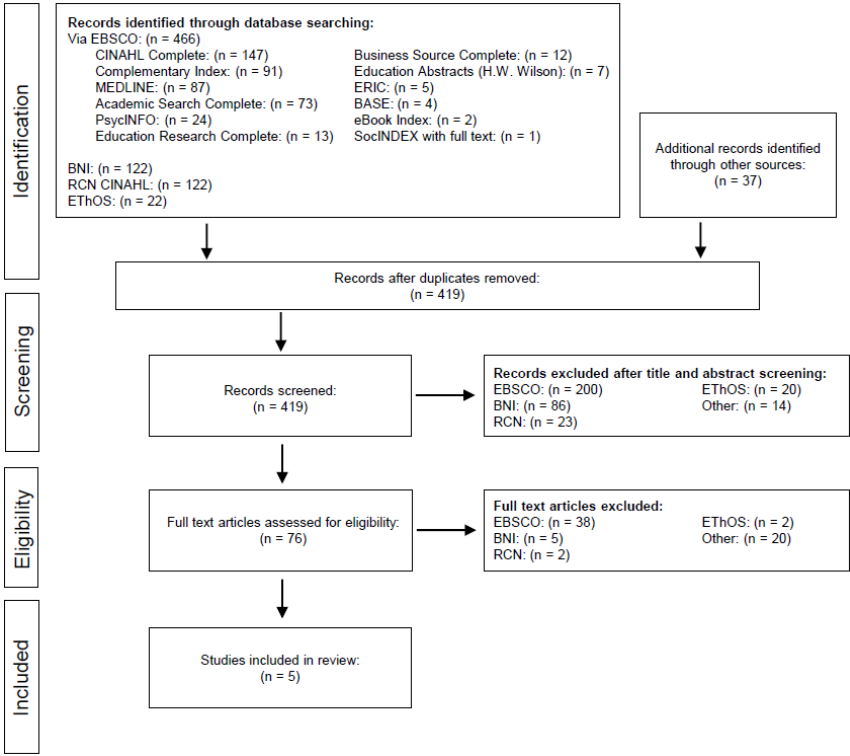 Identification
Records identified through database searching:
Via EBSCO: (n = 466)
CINAHL Complete: (n = 147) Business Source Complete: (n = 12)
Complementary Index: (n = 91) Education Abstracts (H.W. Wilson): (n = 7)
MEDLINE: (n = 87) ERIC: (n = 5)
Academic Search Complete: (n = 73) BASE: (n = 4)
PsycINFO: (n = 24) eBook Index: (n = 2)
Education Research Complete: (n = 13) SocINDEX with full text: (n = 1)
BNI: (n = 122)
RCN CINAHL: (n = 122)
EThOS: (n = 22)
Additional records identified
through other sources:
(n = 37)
Records after duplicates removed:
(n = 419)
Screening
Records screened:
(n = 419)
Records excluded after title and abstract screening:
EBSCO: (n = 200) EThOS: (n = 20)
BNI: (n = 86) Other: (n = 14)
RCN: (n = 23)
Eligibility
Full text articles assessed for eligibility:
(n = 76)
Full text articles excluded:
EBSCO: (n = 38) EThOS: (n = 2)
BNI: (n = 5) Other: (n = 20)
RCN: (n = 2)
Included
Studies included in review:
(n = 5)